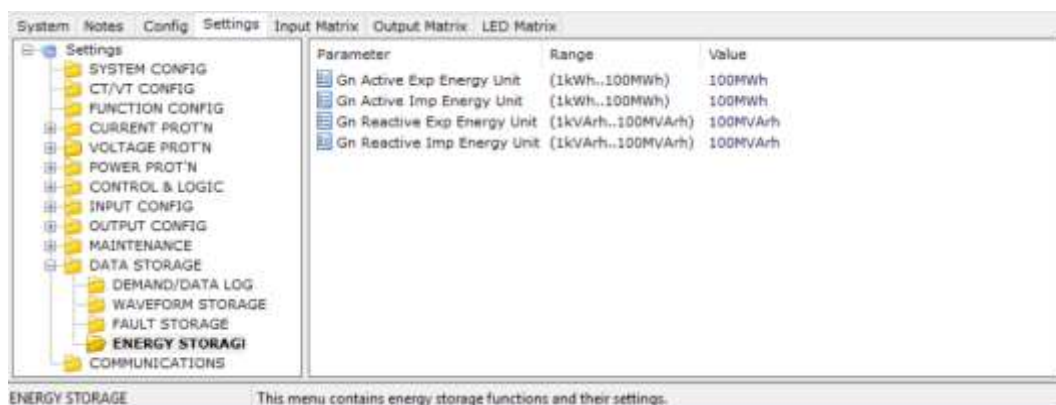 System Notes Config Settings Input Matrix Output Matrix LED Matrix
Settings
SYSTEM CONFIG
CT/VT CONFIG
FUNCTION CONFIG
CURRENT PROT'N
VOLTAGE PROT'N
POWER PROT'N
CONTROL & LOGIC
INPUT CONFIG
OUTPUT CONFIG
MAINTENANCE
DATA STORAGE
DEMAND/DATA LOG
WAVEFORM STORAGE
FAULT STORAGE
ENERGY STORAGI
COMMUNICATIONS
Parameter Range Value
Gn Active Exp Energy Unit (1kWh..100MWh) 100MWh
Gn Active Imp Energy Unit (1kWh..100MWh) 100MWh
Gn Reactive Exp Energy Unit (1kVArh..100MVArh) 100MVArh
Gn Reactive Imp Energy Unit (1kVArh..100MVArh) 100MVArh
ENERGY STORAGE This menu contains energy storage functions and their settings.